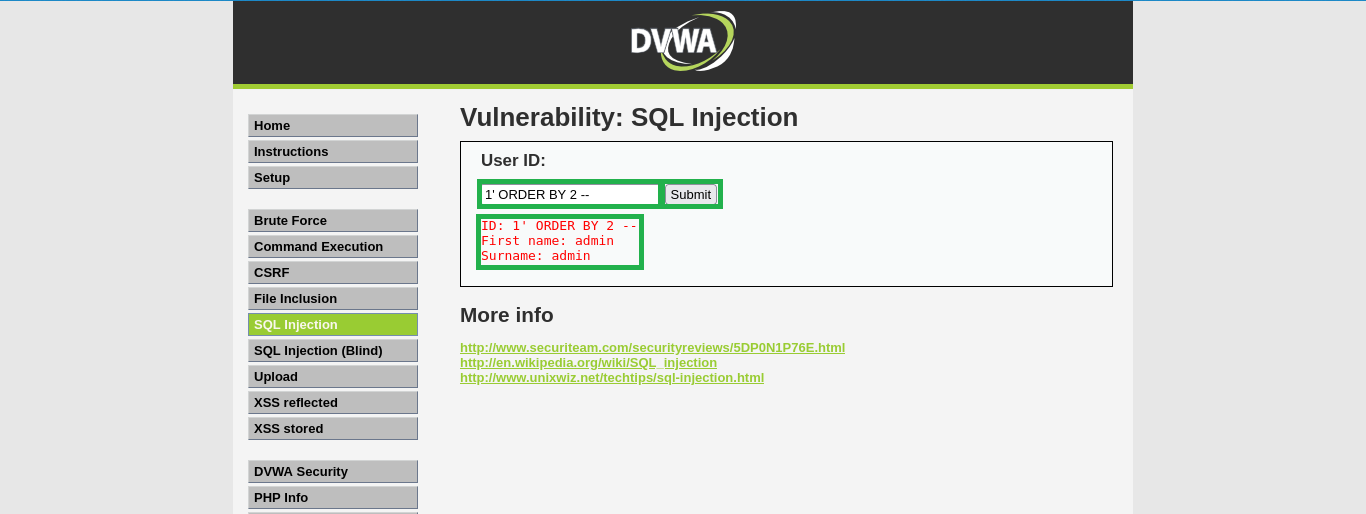 DVWA
Home
Instructions
Setup
Brute Force
Command Execution
CSRF
File Inclusion
SQL Injection
SQL Injection (Blind)
Upload
XSS reflected
XSS stored
DVWA Security
PHP Info
Vulnerability: SQL Injection
User ID:
1' ORDER BY 2 -- Submit
ID: 1' ORDER BY 2 --
First name: admin
Surname: admin
More info
http://www.securiteam.com/securityreviews/5DP0N1P76E.html
http://en.wikipedia.org/wiki/SQL_injection
http://www.unixwiz.net/techtips/sql-injection.html